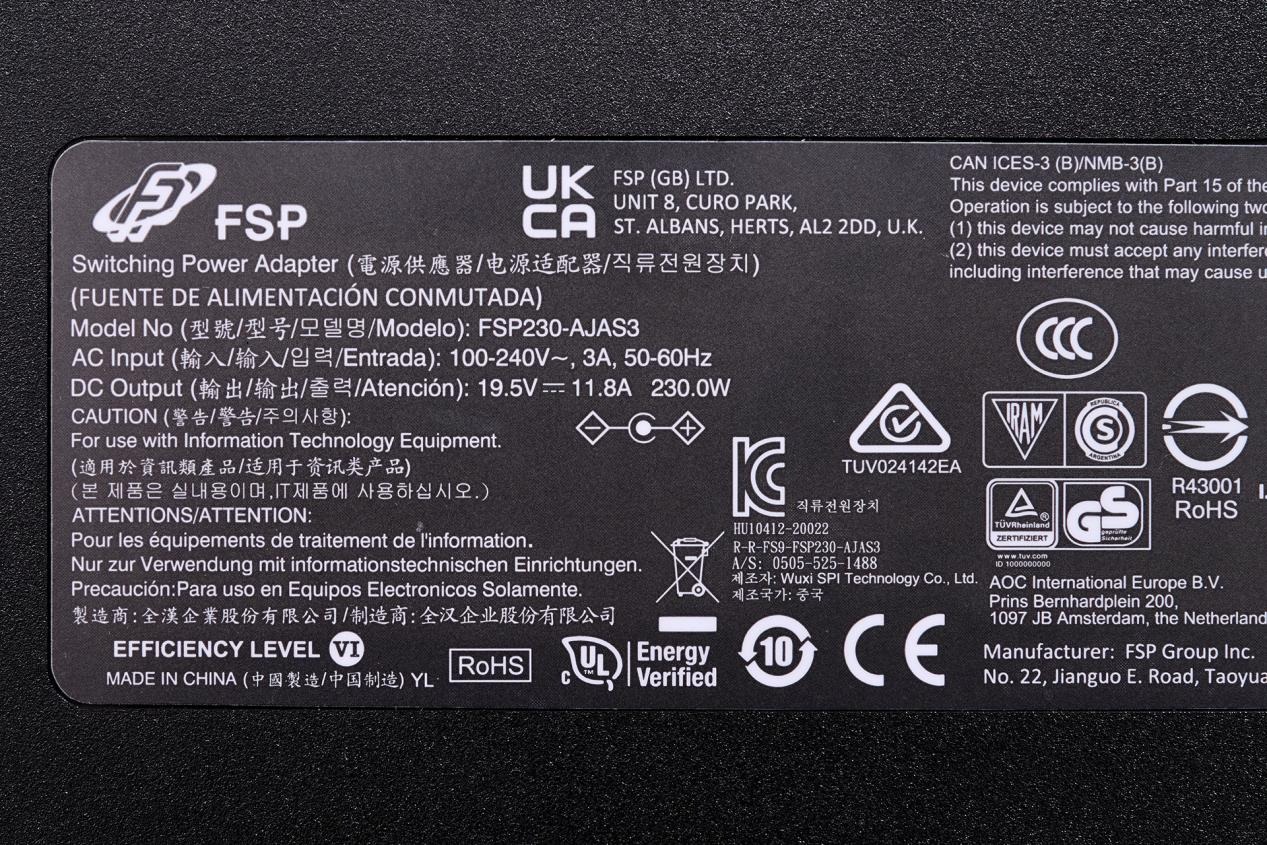 FSP
UK
CA
FSP (GB) LTD.
UNIT 8, CURO PARK,
ST. ALBANS, HERTS, AL2 2DD, U.K.
CAN ICES-3 (B)/NMB-3(B)
This device complies with Part 15 of the
Operation is subject to the following two
(1) this device may not cause harmful
(2) this device must accept any
including interference that may cause
Switching Power Adapter (電源供應器/电源适配器/직류전원장치)
(FUENTE DE ALIMENTACIÓN CONMUTADA)
Model No (型號/型号/모델명/Modelo): FSP230-AJAS3
AC Input (輸入/输入/입력/Entrada): 100-240V~, 3A, 50-60Hz
DC Output (輸出/输出/출력/Atención): 19.5V⎓11.8A 230.0W
CAUTION (警告/警告/주의사항):
For use with Information Technology Equipment.
(適用於資訊類產品/适用于资讯类产品)
(본 제품은 실내용이며,IT제품에 사용하십시오.)
ATTENTIONS/ATTENTION:
Pour les équipements de traitement de l'information.
Nur zur Verwendung mit informationstechnischen Einrichtungen.
Precaución:Para uso en Equipos Electronicos Solamente.
製造商:全漢企業股份有限公司/制造商:全汉企业股份有限公司
EFFICIENCY LEVEL VI
MADE IN CHINA (中國製造/中国制造) YL
RoHS
c UL ™
Energy
Verified
10
CE
CCC
TUV024142EA
IRAM
REPUBLICA
S
ARGENTINA
R43001
RoHS
TÜVRheinland
ZERTIFIZIERT
®
GS
geprüfte
Sicherheit
www.tuv.com
ID 1000000000
KC
직류전원장치
HU10412-20022
R-R-FS9-FSP230-AJAS3
A/S: 0505-525-1488
제조자: Wuxi SPI Technology Co., Ltd.
제조국가: 중국
AOC International Europe B.V.
Prins Bernhardplein 200,
1097 JB Amsterdam, the Netherland
Manufacturer: FSP Group Inc.
No. 22, Jianguo E. Road,